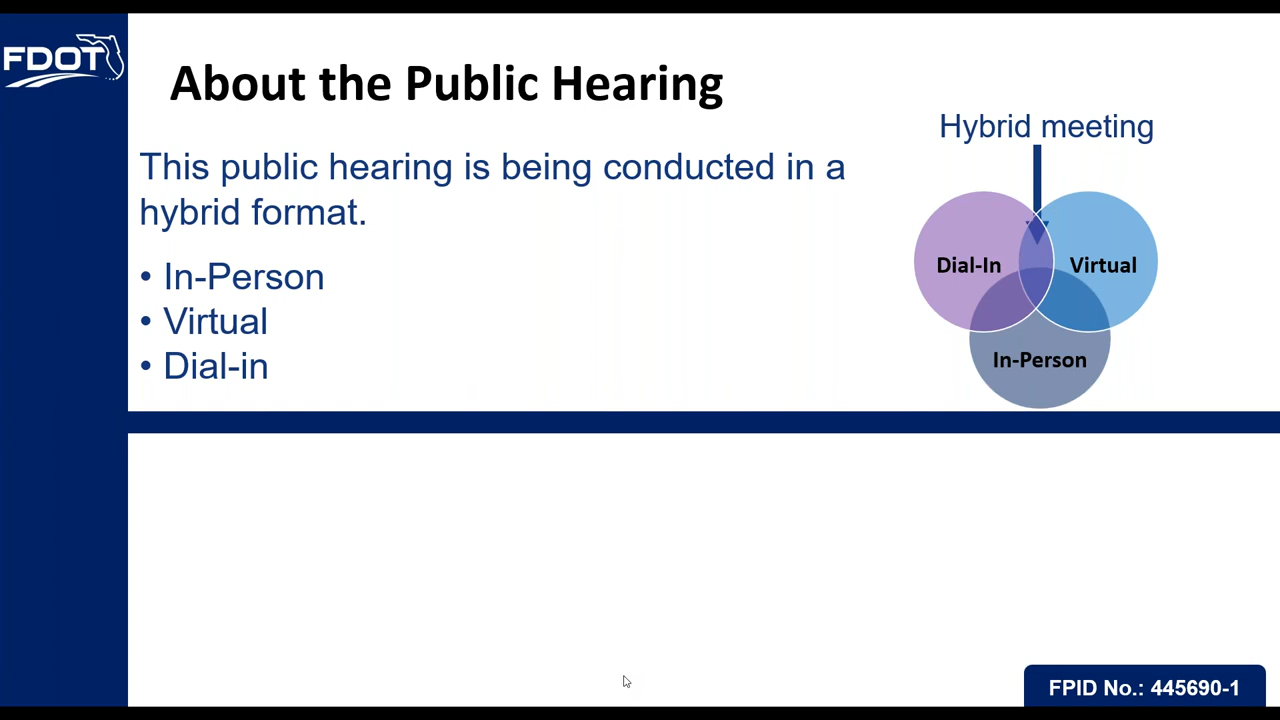 FDOT
About the Public Hearing
This public hearing is being conducted in a
hybrid format.
• In-Person
• Virtual
• Dial-in
Hybrid meeting
Dial-In
Virtual
In-Person
FPID No.: 445690-1